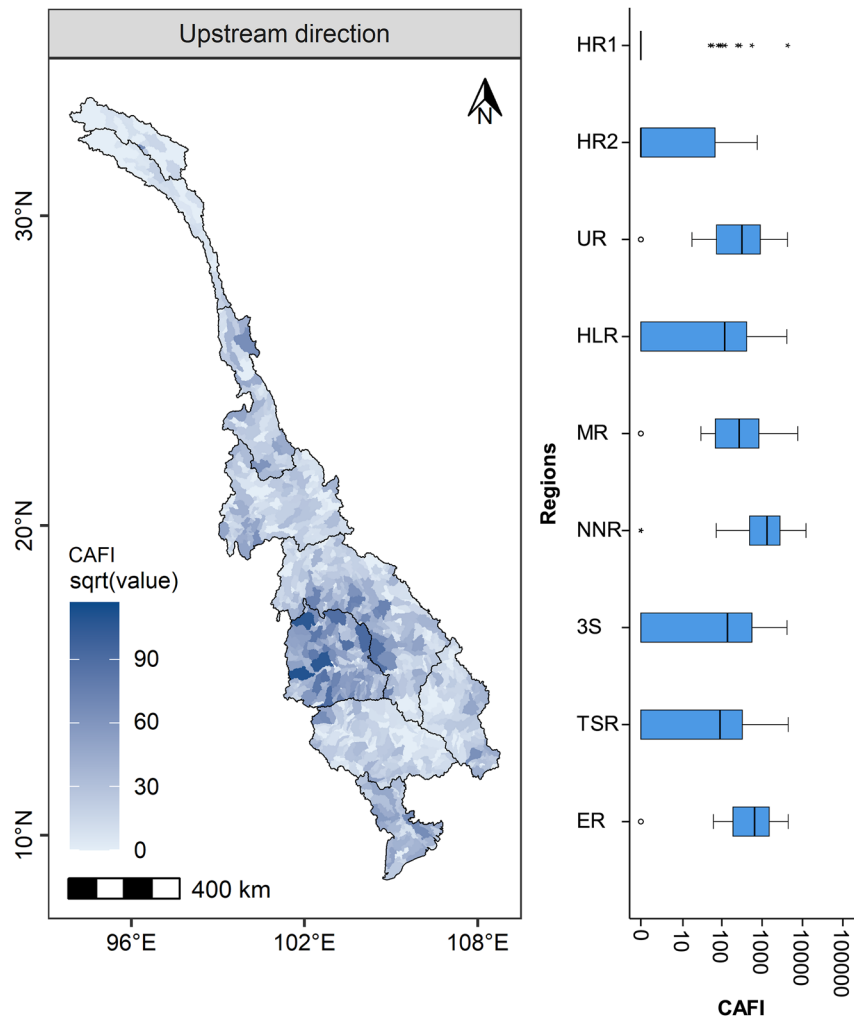 Upstream direction
N
30°N
20°N
10°N
CAFI
sqrt(value)
90
60
30
0
400 km
96°E
102°E
108°E
Regions
HR1
HR2
UR
HLR
MR
NNR
3S
TSR
ER
0
10
100
1000
10000
100000
CAFI